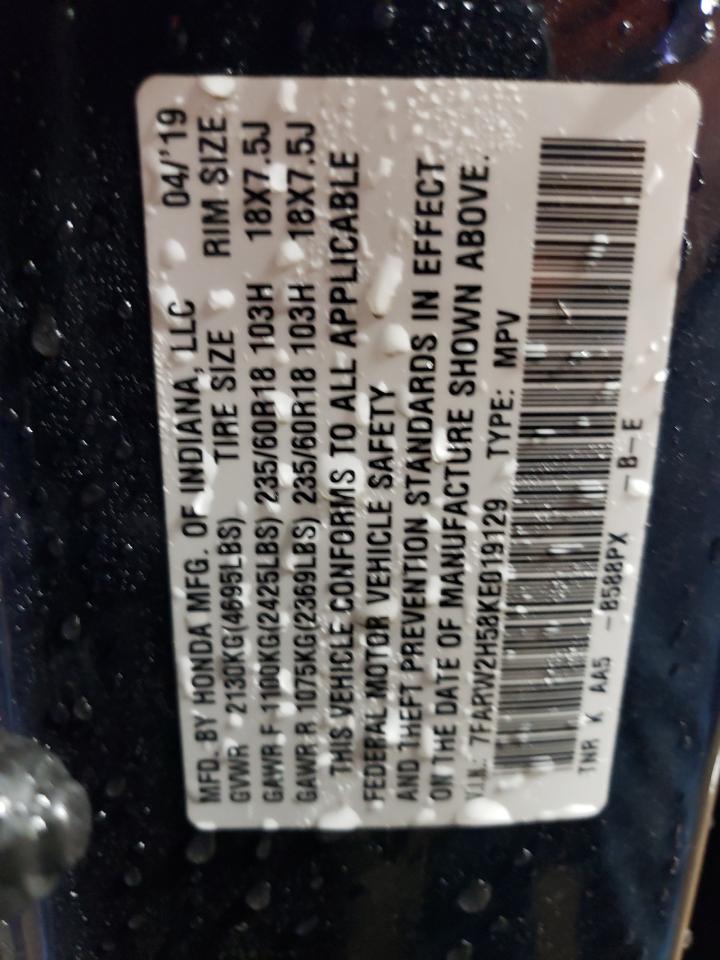 MFD. BY HONDA MFG. OF INDIANA, LLC 04/'19
GVWR 2130KG(4695LBS) TIRE SIZE RIM SIZE
GAWR F 1100KG(2425LBS) 235/60R18 103H 18X7.5J
GAWR R 1075KG(2369LBS) 235/60R18 103H 18X7.5J
THIS VEHICLE CONFORMS TO ALL APPLICABLE
FEDERAL MOTOR VEHICLE SAFETY
AND THEFT PREVENTION STANDARDS IN EFFECT
ON THE DATE OF MANUFACTURE SHOWN ABOVE.
V.I.N.: 7FARW2H58KE019129 TYPE: MPV
TNR K AA5 -B588PX -B-E